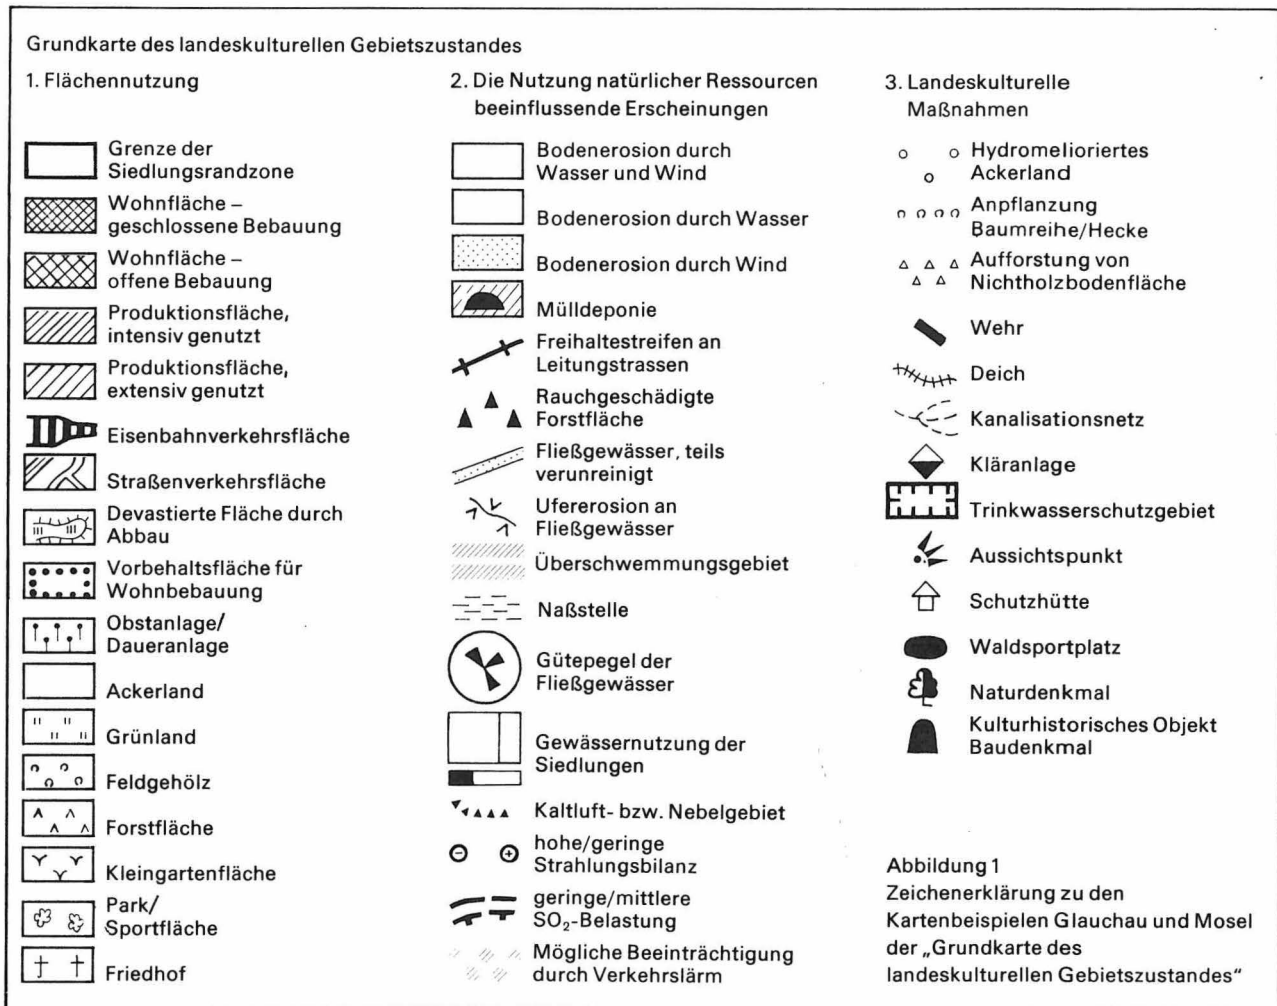 Grundkarte des landeskulturellen Gebietszustandes
1. Flächennutzung
Grenze der
Siedlungsrandzone
Wohnfläche –
geschlossene Bebauung
Wohnfläche –
offene Bebauung
Produktionsfläche,
intensiv genutzt
Produktionsfläche,
extensiv genutzt
Eisenbahnverkehrsfläche
Straßenverkehrsfläche
Devastierte Fläche durch
Abbau
Vorbehaltsfläche für
Wohnbebauung
Obstanlage/
Daueranlage
Ackerland
Grünland
Feldgehölz
Forstfläche
Kleingartenfläche
Park/
Sportfläche
Friedhof
2. Die Nutzung natürlicher Ressourcen
beeinflussende Erscheinungen
Bodenerosion durch
Wasser und Wind
Bodenerosion durch Wasser
Bodenerosion durch Wind
Mülldeponie
Freihaltestreifen an
Leitungstrassen
Rauchgeschädigte
Forstfläche
Fließgewässer, teils
verunreinigt
Ufererosion an
Fließgewässer
Überschwemmungsgebiet
Naßstelle
Gütepegel der
Fließgewässer
Gewässernutzung der
Siedlungen
Kaltluft- bzw. Nebelgebiet
hohe/geringe
Strahlungsbilanz
geringe/mittlere
SO₂-Belastung
Mögliche Beeinträchtigung
durch Verkehrslärm
3. Landeskulturelle
Maßnahmen
Hydromelioriertes
Ackerland
Anpflanzung
Baumreihe/Hecke
Aufforstung von
Nichtholzbodenfläche
Wehr
Deich
Kanalisationsnetz
Kläranlage
Trinkwasserschutzgebiet
Aussichtspunkt
Schutzhütte
Waldsportplatz
Naturdenkmal
Kulturhistorisches Objekt
Baudenkmal
Abbildung 1
Zeichenerklärung zu den
Kartenbeispielen Glauchau und Mosel
der „Grundkarte des
landeskulturellen Gebietszustandes“